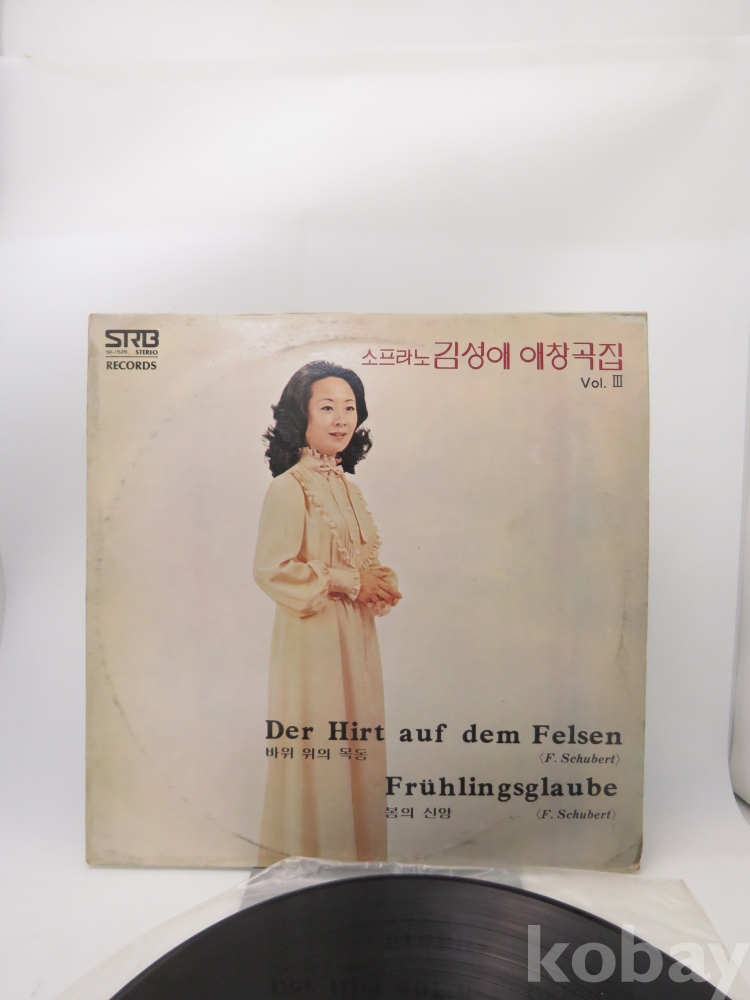 SRB
STEREO
RECORDS
소프라노 김성애 애창곡집
Vol. Ⅲ
Der Hirt auf dem Felsen
바위 위의 목동
〈F. Schubert〉
Frühlingsglaube
봄의 신앙
〈F. Schubert〉
kobay